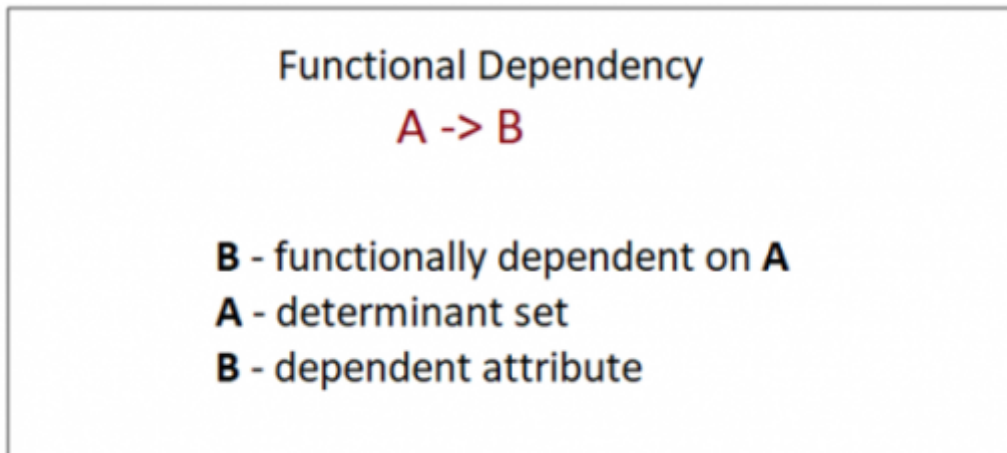 Functional Dependency
A -> B
B - functionally dependent on A
A - determinant set
B - dependent attribute